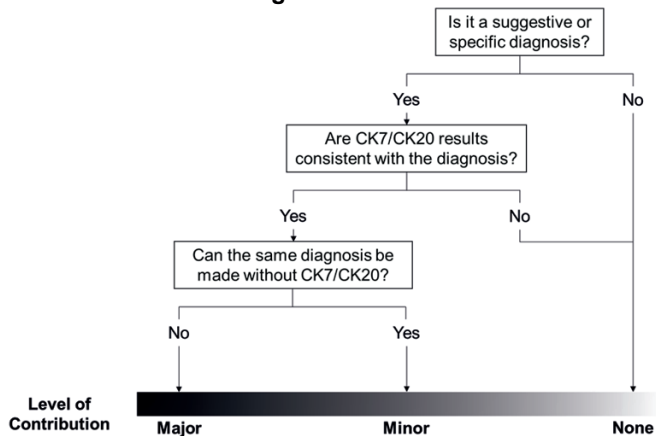 Is it a suggestive or
specific diagnosis?
Yes
No
Are CK7/CK20 results
consistent with the diagnosis?
Yes
No
Can the same diagnosis be
made without CK7/CK20?
No
Yes
Level of
Contribution
Major
Minor
None